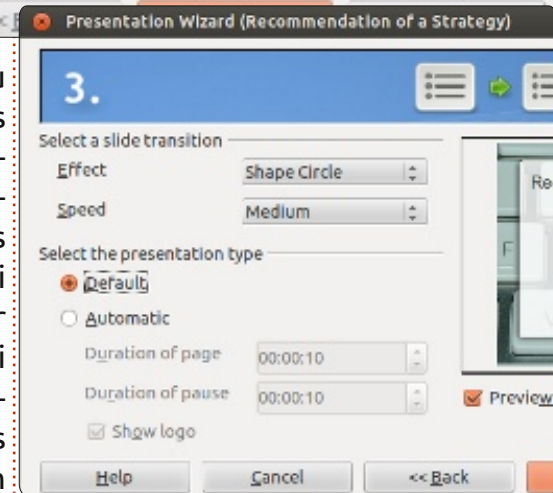 Presentation Wizard (Recommendation of a Strategy)
3.
Select a slide transition
Effect Shape Circle
Speed Medium
Select the presentation type
Default
Automatic
Duration of page 00:00:10
Duration of pause 00:00:10
Show logo
Preview
Help Cancel << Back